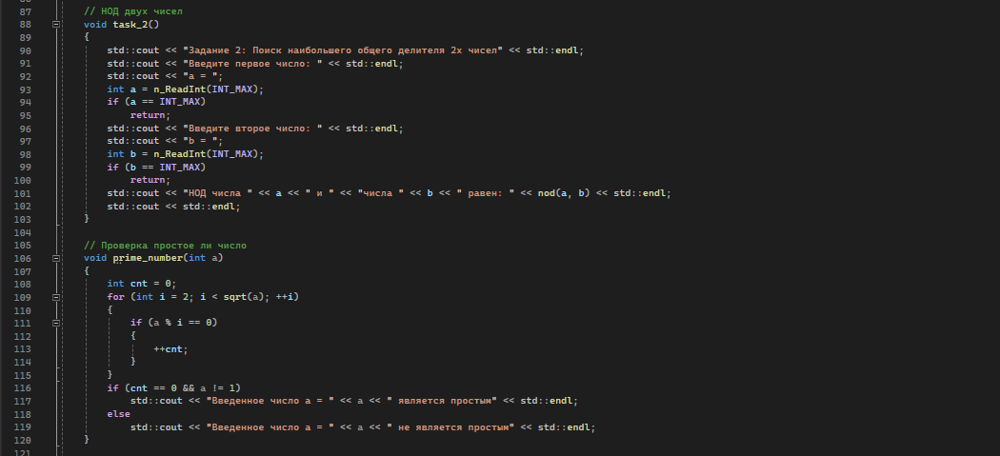 87 // НОД двух чисел
88 void task_2()
89 {
90 std::cout << "Задание 2: Поиск наибольшего общего делителя 2х чисел" << std::endl;
91 std::cout << "Введите первое число: " << std::endl;
92 std::cout << "a = ";
93 int a = n_ReadInt(INT_MAX);
94 if (a == INT_MAX)
95 return;
96 std::cout << "Введите второе число: " << std::endl;
97 std::cout << "b = ";
98 int b = n_ReadInt(INT_MAX);
99 if (b == INT_MAX)
100 return;
101 std::cout << "НОД числа " << a << " и " << "числа " << b << " равен: " << nod(a, b) << std::endl;
102 std::cout << std::endl;
103 }
104
105 // Проверка простое ли число
106 void prime_number(int a)
107 {
108 int cnt = 0;
109 for (int i = 2; i < sqrt(a); ++i)
110 {
111 if (a % i == 0)
112 {
113 ++cnt;
114 }
115 }
116 if (cnt == 0 && a != 1)
117 std::cout << "Введенное число a = " << a << " является простым" << std::endl;
118 else
119 std::cout << "Введенное число a = " << a << " не является простым" << std::endl;
120 }
121